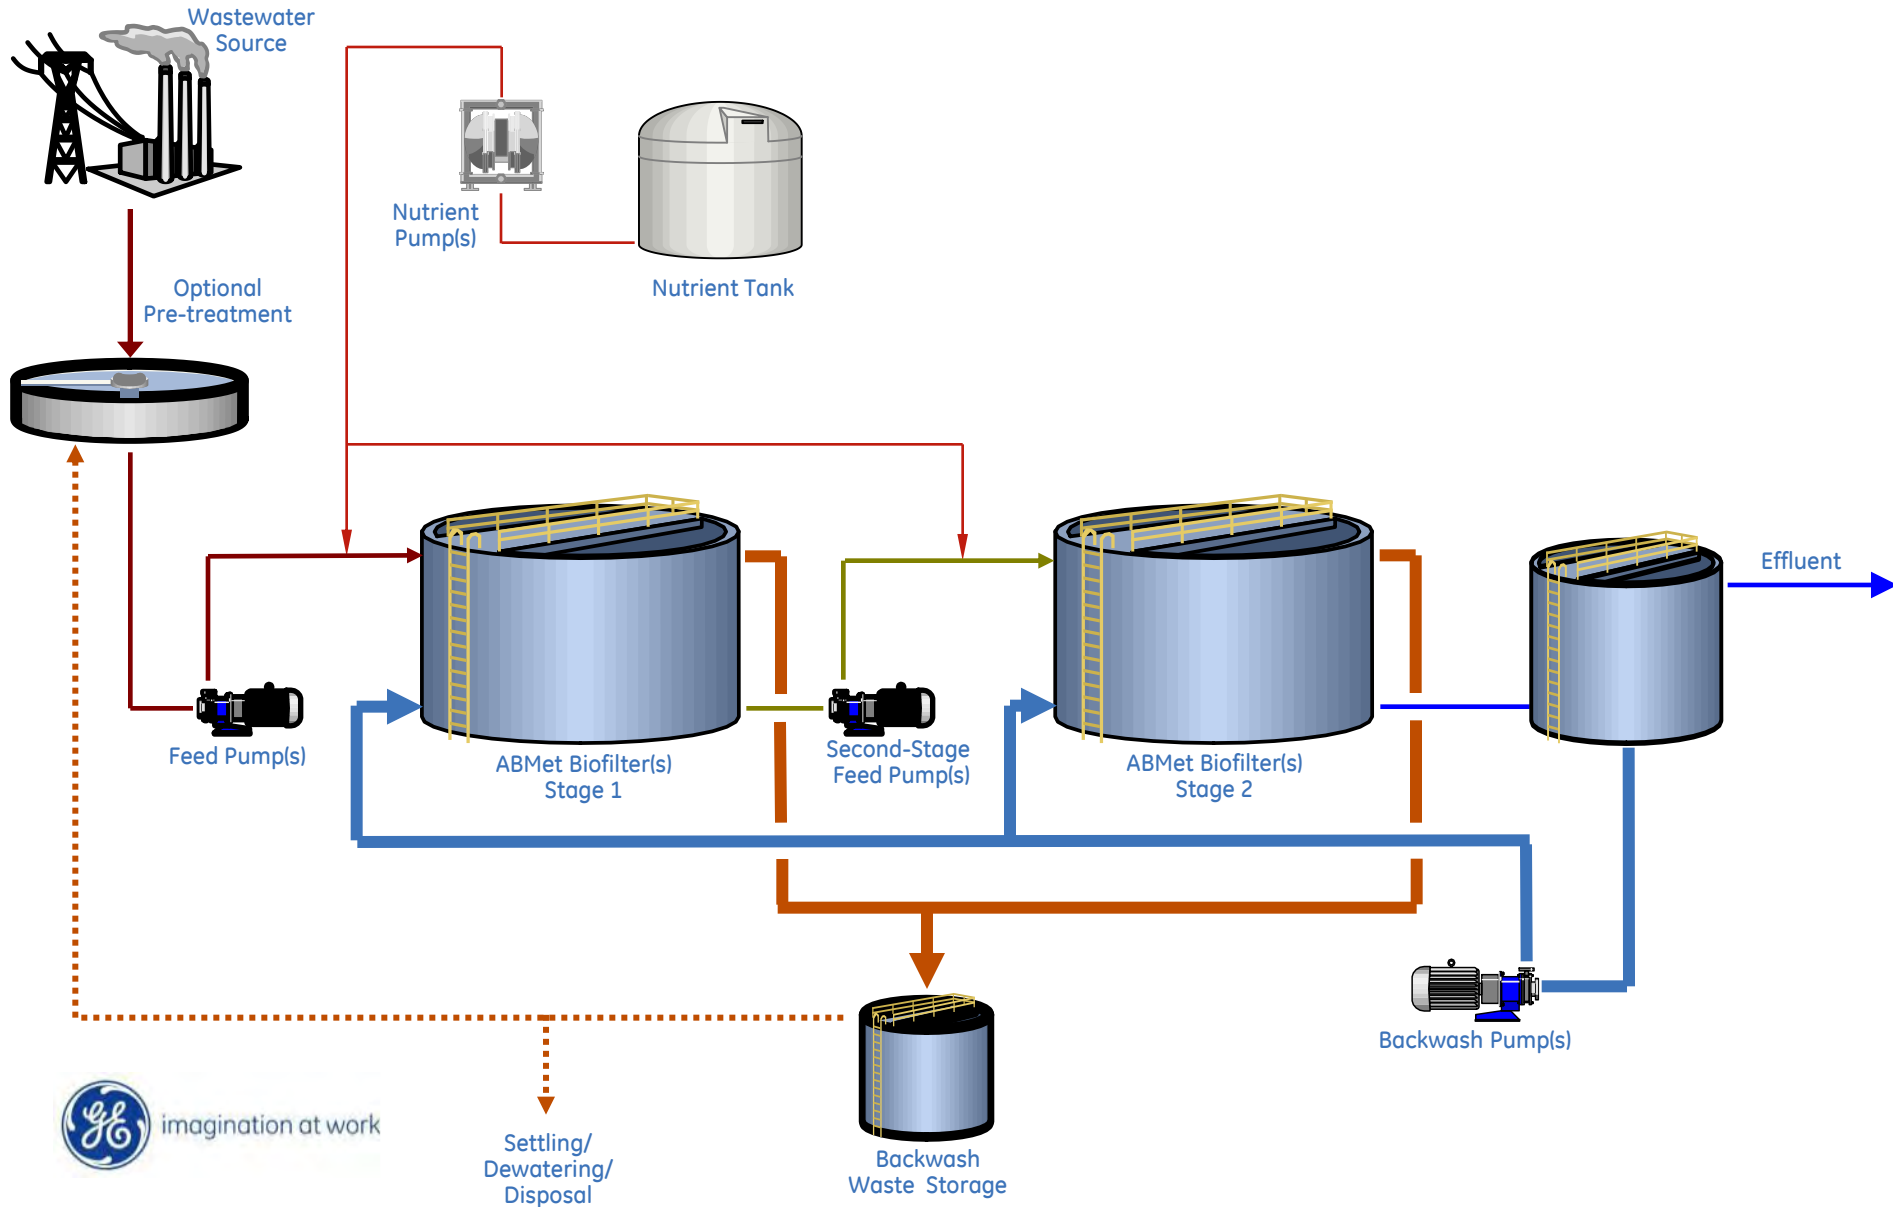 Wastewater
Source
Nutrient
Pump(s)
Nutrient Tank
Optional
Pre-treatment
Effluent
Feed Pump(s)
ABMet Biofilter(s)
Stage 1
Second-Stage
Feed Pump(s)
ABMet Biofilter(s)
Stage 2
Backwash Pump(s)
GE
imagination at work
Settling/
Dewatering/
Disposal
Backwash
Waste Storage